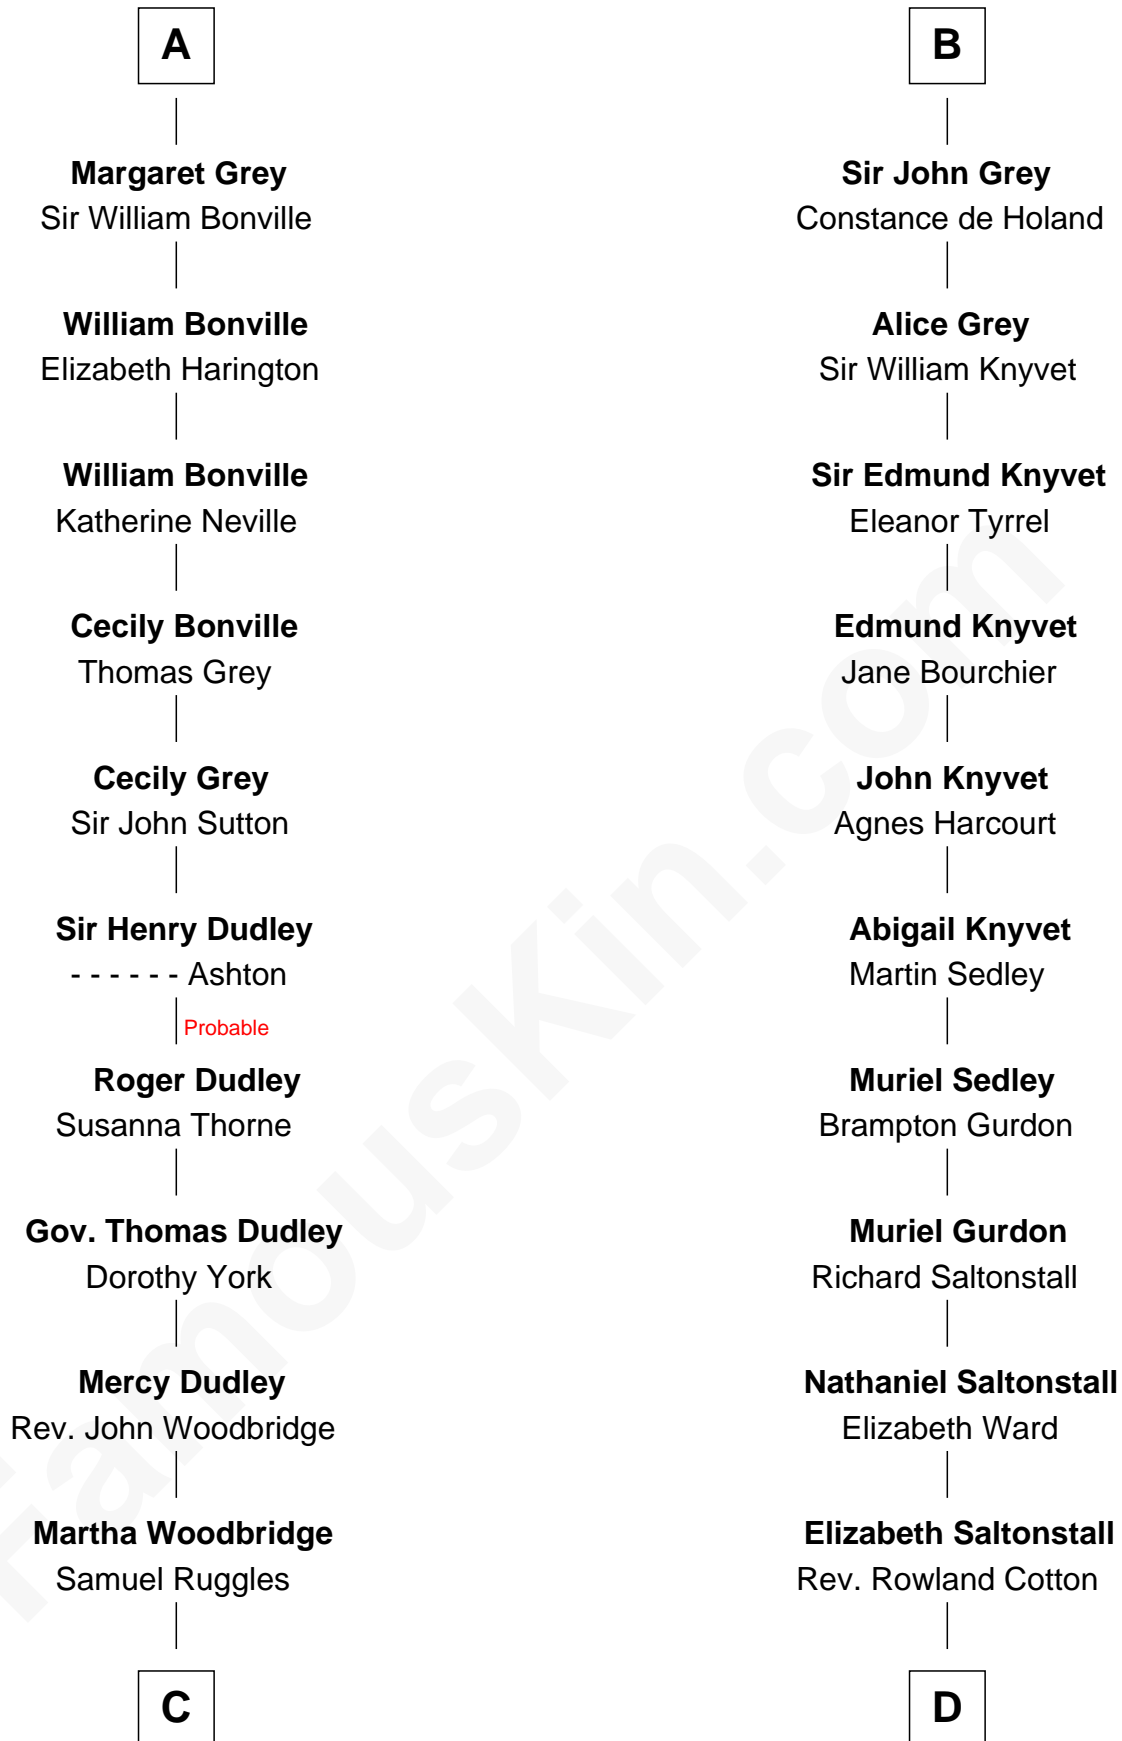 A
Margaret Grey
Sir William Bonville
William Bonville
Elizabeth Harington
William Bonville
Katherine Neville
Cecily Bonville
Thomas Grey
Cecily Grey
Sir John Sutton
Sir Henry Dudley
- - - - - - Ashton
Probable
Roger Dudley
Susanna Thorne
Gov. Thomas Dudley
Dorothy York
Mercy Dudley
Rev. John Woodbridge
Martha Woodbridge
Samuel Ruggles
C
B
Sir John Grey
Constance de Holand
Alice Grey
Sir William Knyvet
Sir Edmund Knyvet
Eleanor Tyrrel
Edmund Knyvet
Jane Bourchier
John Knyvet
Agnes Harcourt
Abigail Knyvet
Martin Sedley
Muriel Sedley
Brampton Gurdon
Muriel Gurdon
Richard Saltonstall
Nathaniel Saltonstall
Elizabeth Ward
Elizabeth Saltonstall
Rev. Rowland Cotton
D
FamousKin.com